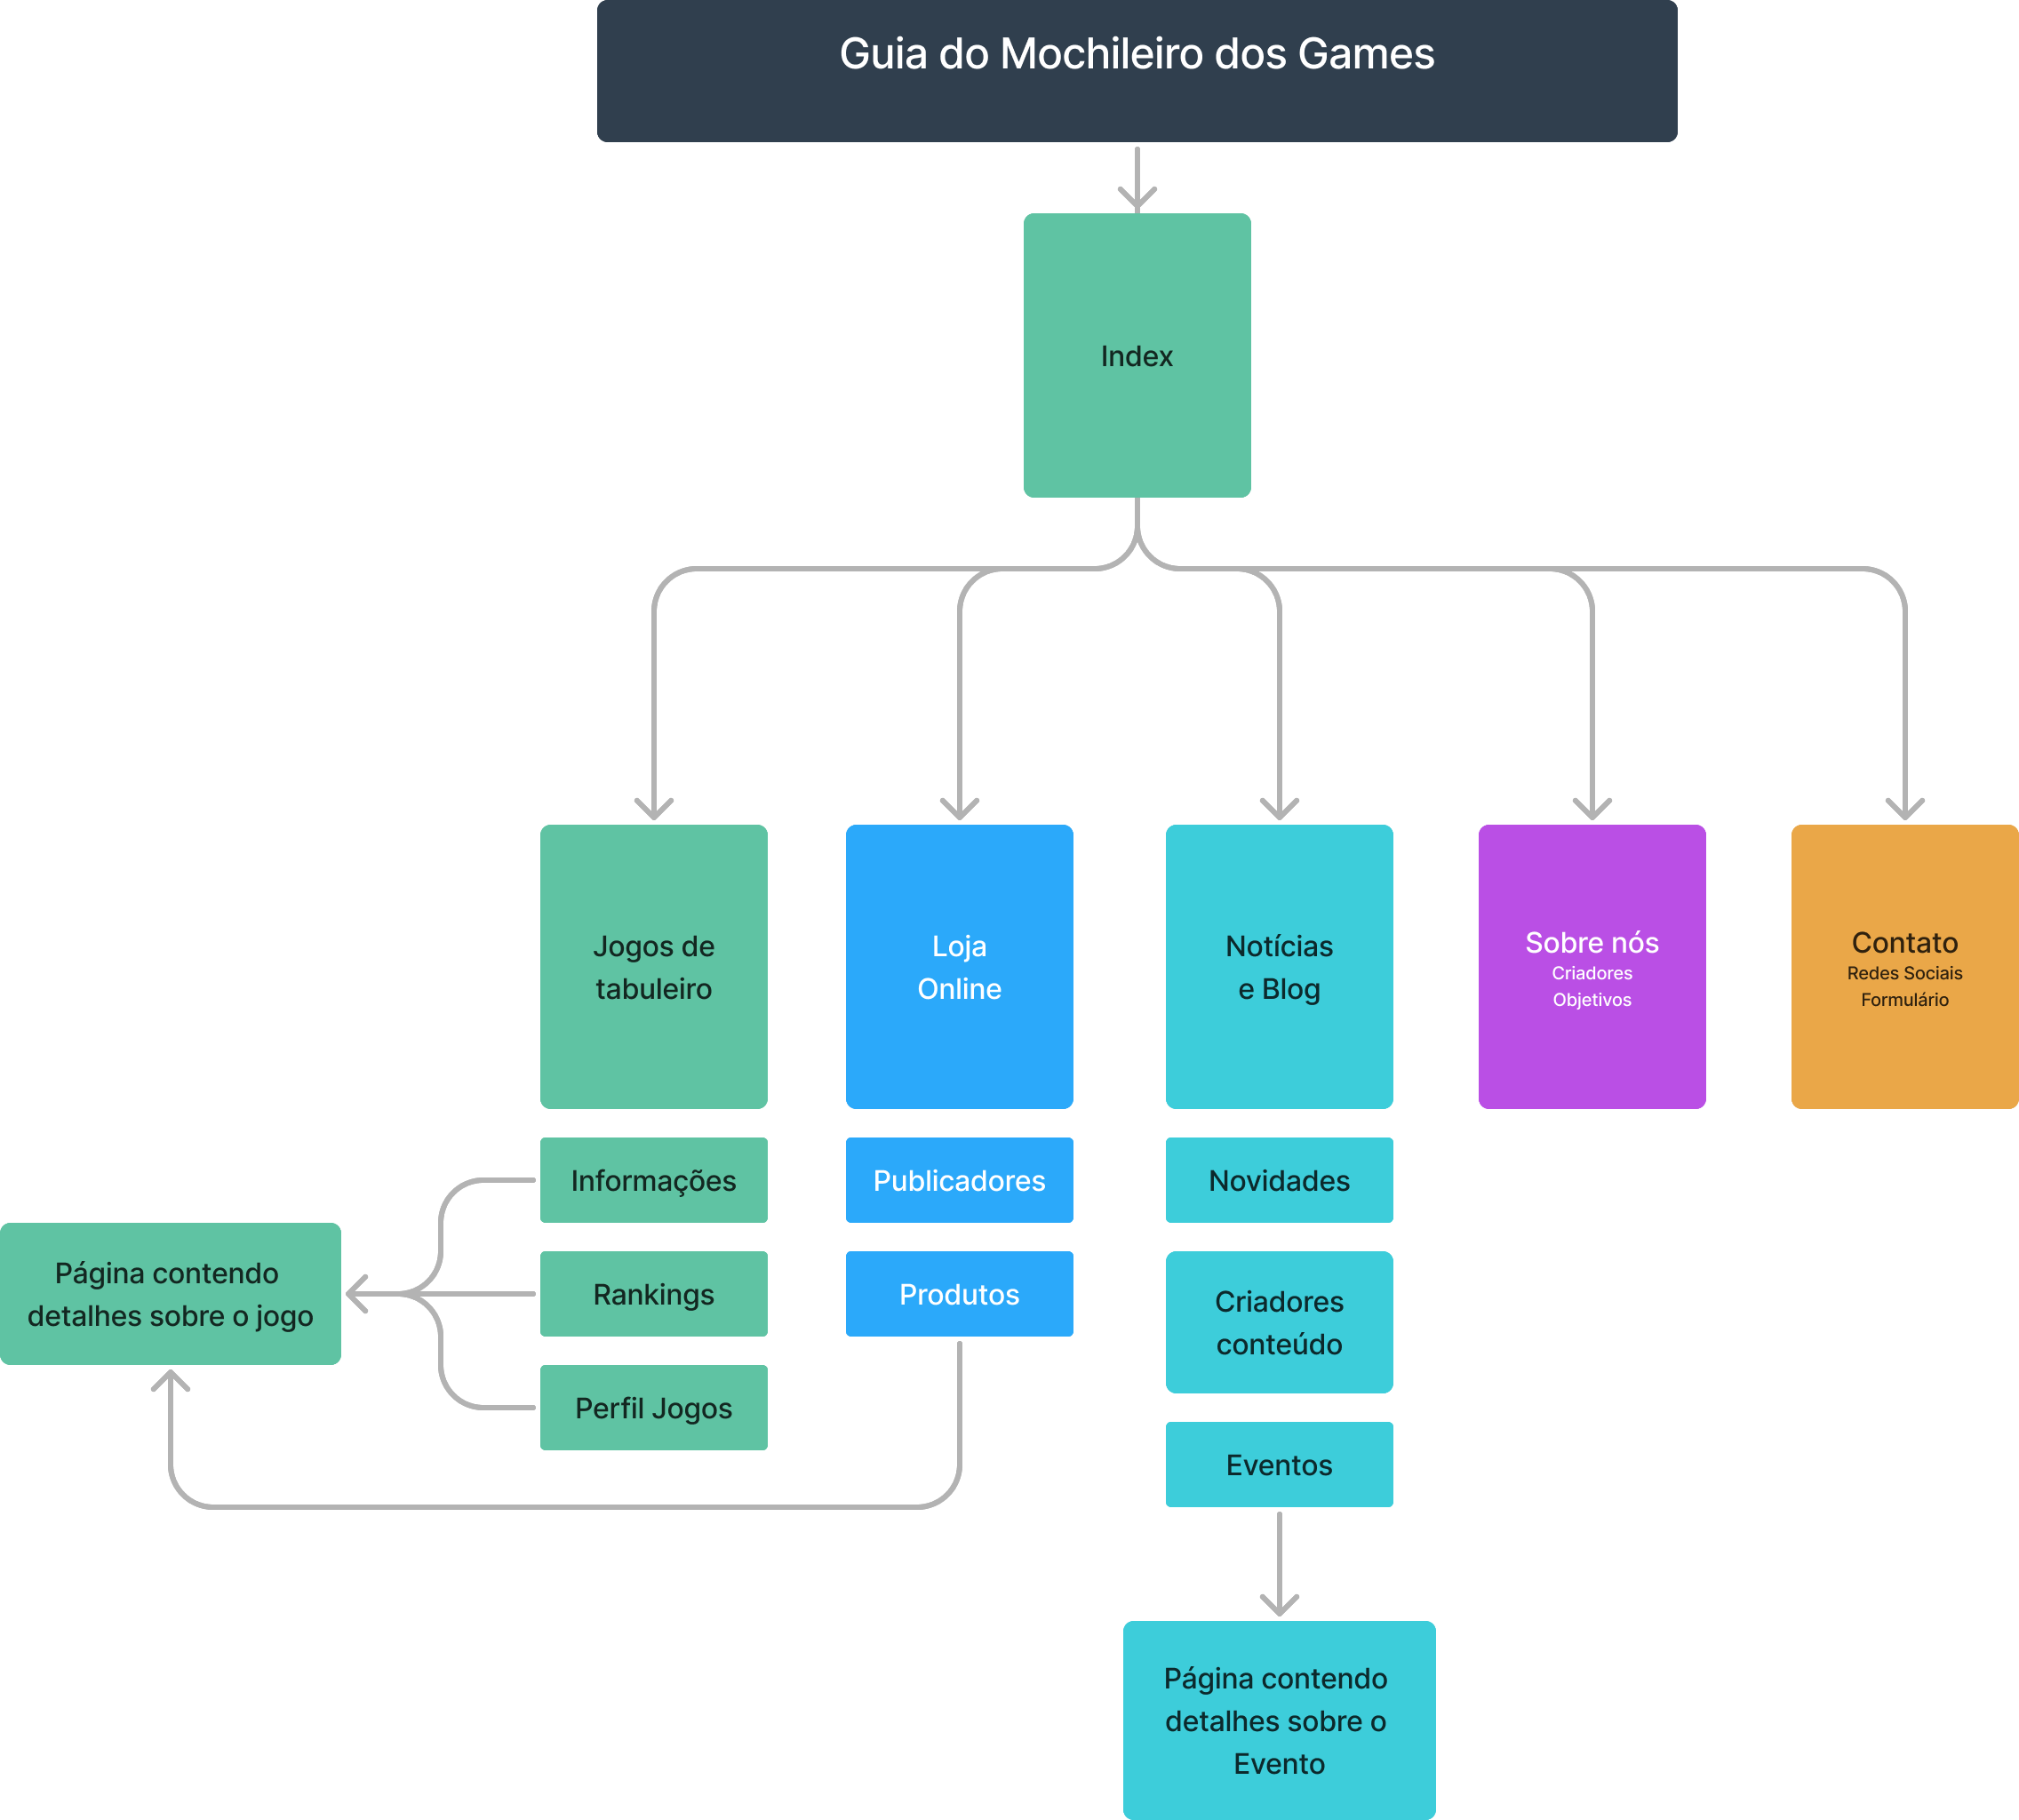 Guia do Mochileiro dos Games
Index
Jogos de
tabuleiro
Loja
Online
Notícias
e Blog
Sobre nós
Criadores
Objetivos
Contato
Redes Sociais
Formulário
Informações
Publicadores
Novidades
Página contendo
detalhes sobre o jogo
Rankings
Produtos
Criadores
conteúdo
Perfil Jogos
Eventos
Página contendo
detalhes sobre o
Evento